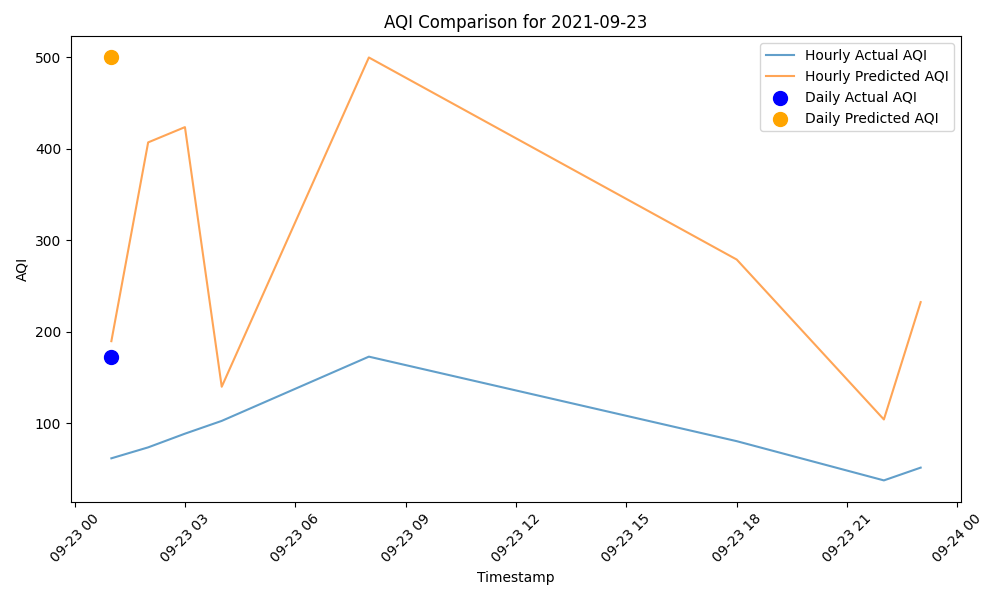 AQI Comparison for 2021-09-23
Hourly Actual AQI
Hourly Predicted AQI
Daily Actual AQI
Daily Predicted AQI
AQI
500
400
300
200
100
09-23 00
09-23 03
09-23 06
09-23 09
09-23 12
09-23 15
09-23 18
09-23 21
09-24 00
Timestamp